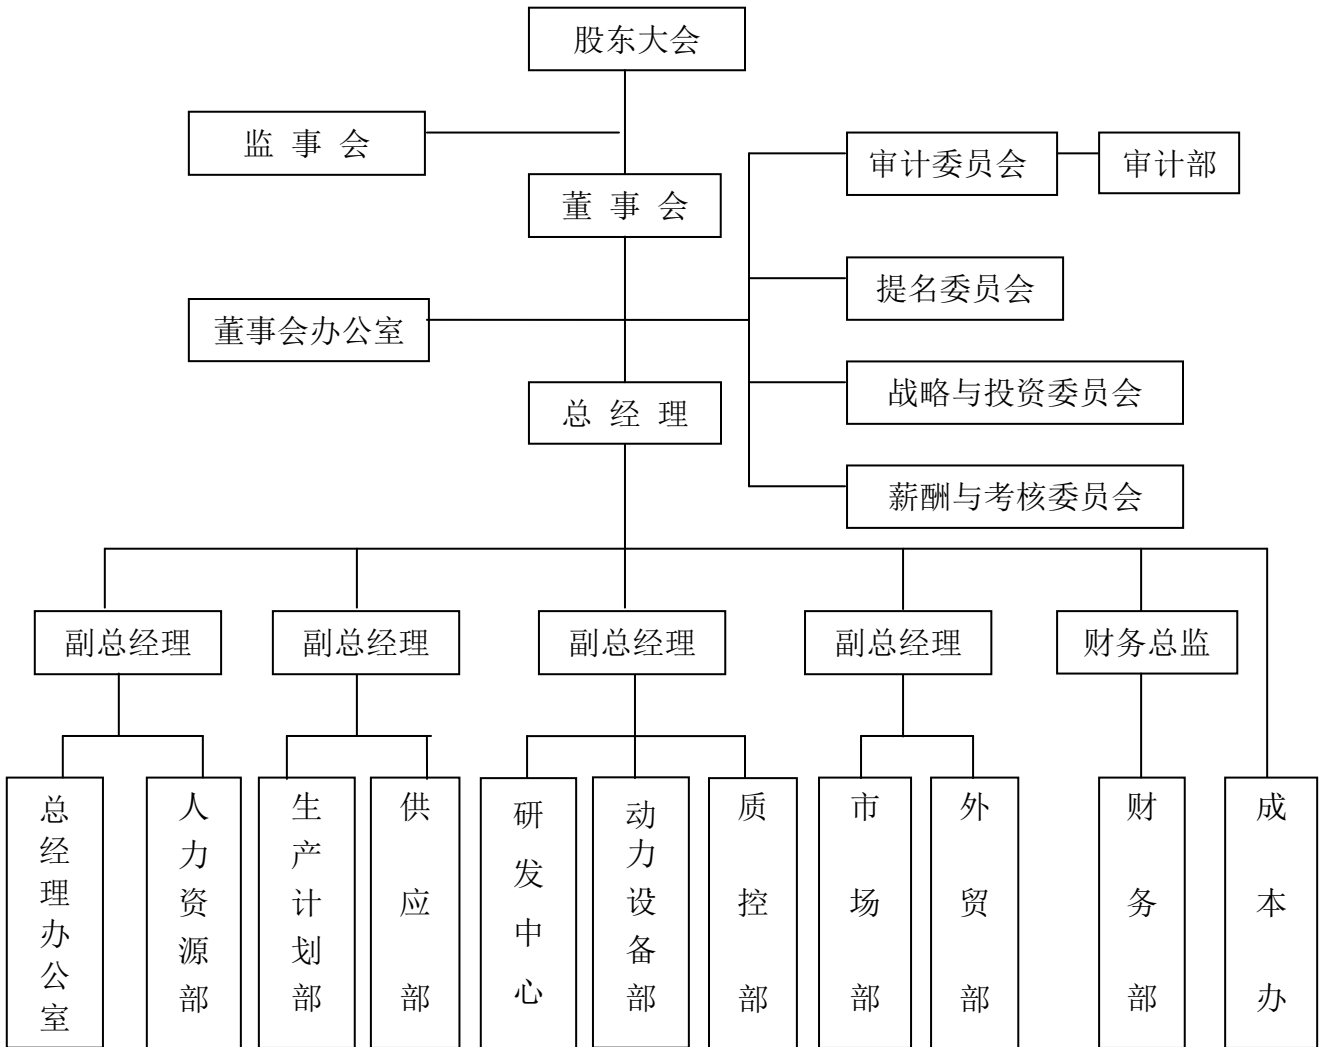 股东大会
监 事 会
审计委员会
审计部
董 事 会
提名委员会
董事会办公室
战略与投资委员会
总 经 理
薪酬与考核委员会
副总经理
副总经理
副总经理
副总经理
财务总监
总经理办公室
人力资源部
生产计划部
供应部
研发中心
动力设备部
质控部
市场部
外贸部
财务部
成本办